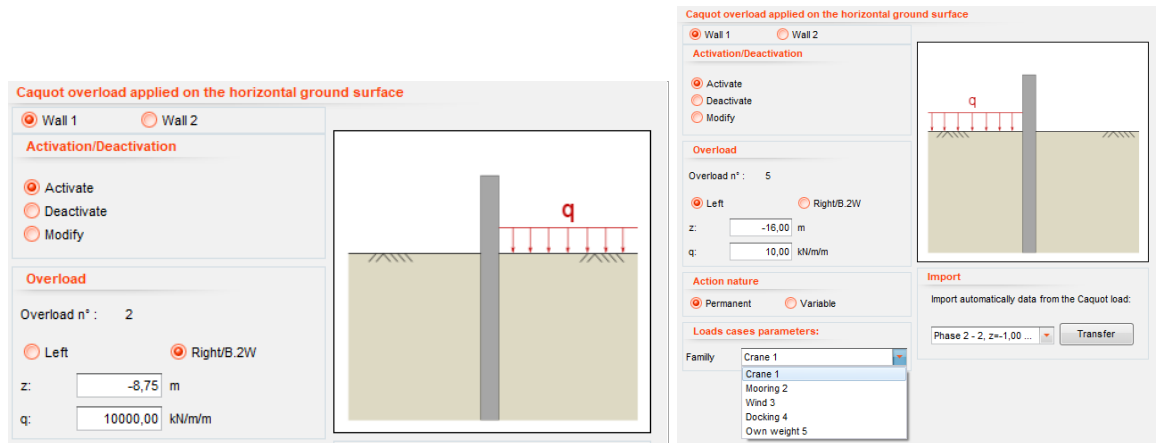 Caquot overload applied on the horizontal ground surface
Wall 1 Wall 2
Activation/Deactivation
Activate
Deactivate
Modify
Overload
Overload n° : 2
Left Right/B.2W
z: -8,75 m
q: 10000,00 kN/m/m
q
Caquot overload applied on the horizontal ground surface
Wall 1 Wall 2
Activation/Deactivation
Activate
Deactivate
Modify
Overload
Overload n° : 5
Left Right/B.2W
z: -16,00 m
q: 10,00 kN/m/m
Action nature
Permanent Variable
Loads cases parameters:
Family Crane 1
Crane 1
Mooring 2
Wind 3
Docking 4
Own weight 5
q
Import
Import automatically data from the Caquot load:
Phase 2 - 2, z=-1,00 ... Transfer